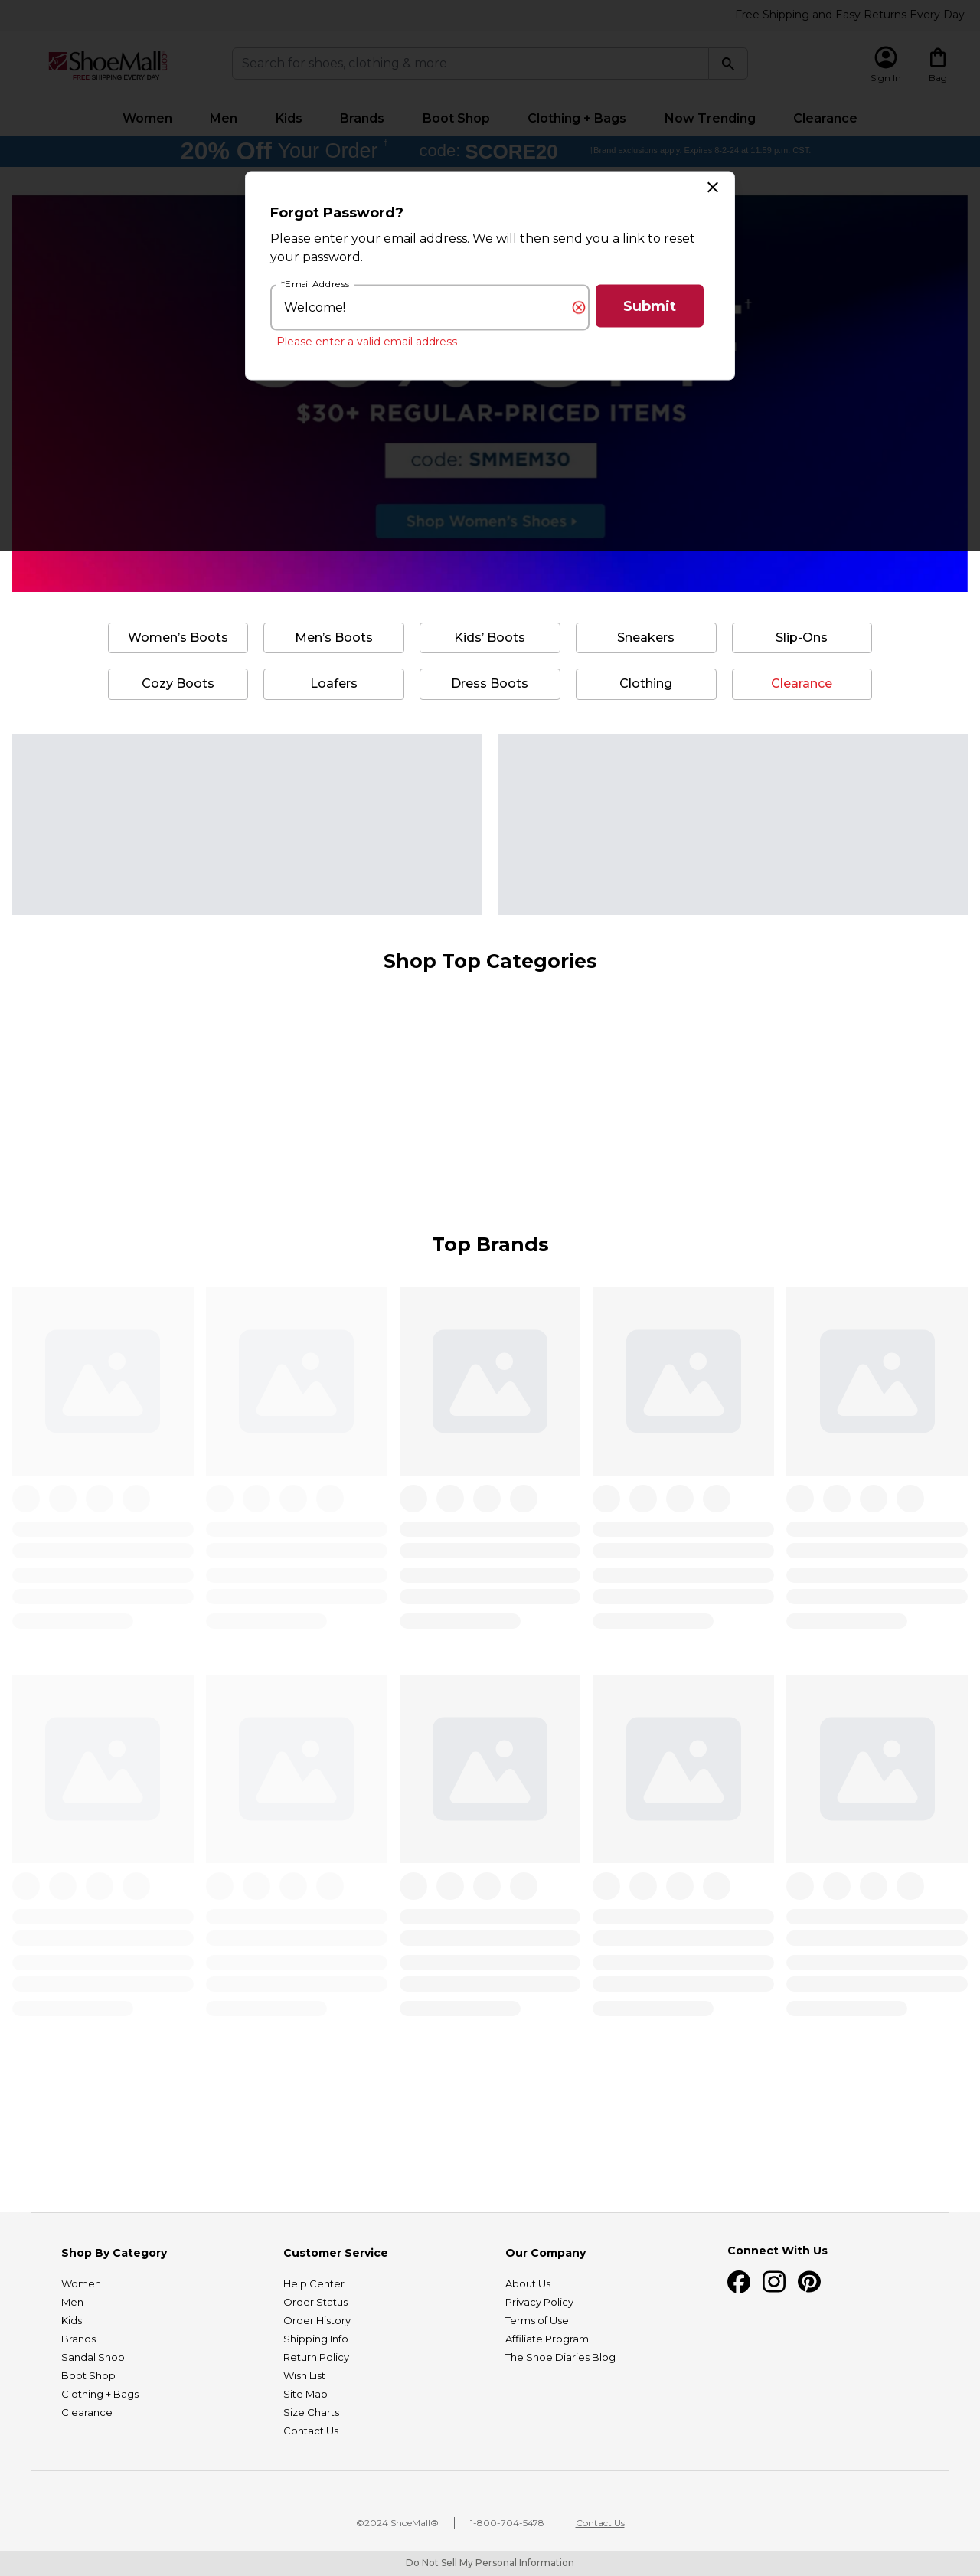 Free Shipping and Easy Returns Every Day
ShoeMall.com
FREE SHIPPING EVERY DAY
Search for shoes, clothing & more
Sign In
Bag
Women Men Kids Brands Boot Shop Clothing + Bags Now Trending Clearance
20% Off Your Order † code: SCORE20 †Brand exclusions apply. Expires 8-2-24 at 11:59 p.m. CST.
Forgot Password?
Please enter your email address. We will then send you a link to reset
your password.
*Email Address
Welcome!
Submit
Please enter a valid email address
†
$30+ REGULAR-PRICED ITEMS
code: SMMEM30
Shop Women's Shoes
Women's Boots Men's Boots Kids' Boots Sneakers Slip-Ons
Cozy Boots Loafers Dress Boots Clothing Clearance
Shop Top Categories
Top Brands
Shop By Category
Women
Men
Kids
Brands
Sandal Shop
Boot Shop
Clothing + Bags
Clearance
Customer Service
Help Center
Order Status
Order History
Shipping Info
Return Policy
Wish List
Site Map
Size Charts
Contact Us
Our Company
About Us
Privacy Policy
Terms of Use
Affiliate Program
The Shoe Diaries Blog
Connect With Us
©2024 ShoeMall® 1-800-704-5478 Contact Us
Do Not Sell My Personal Information